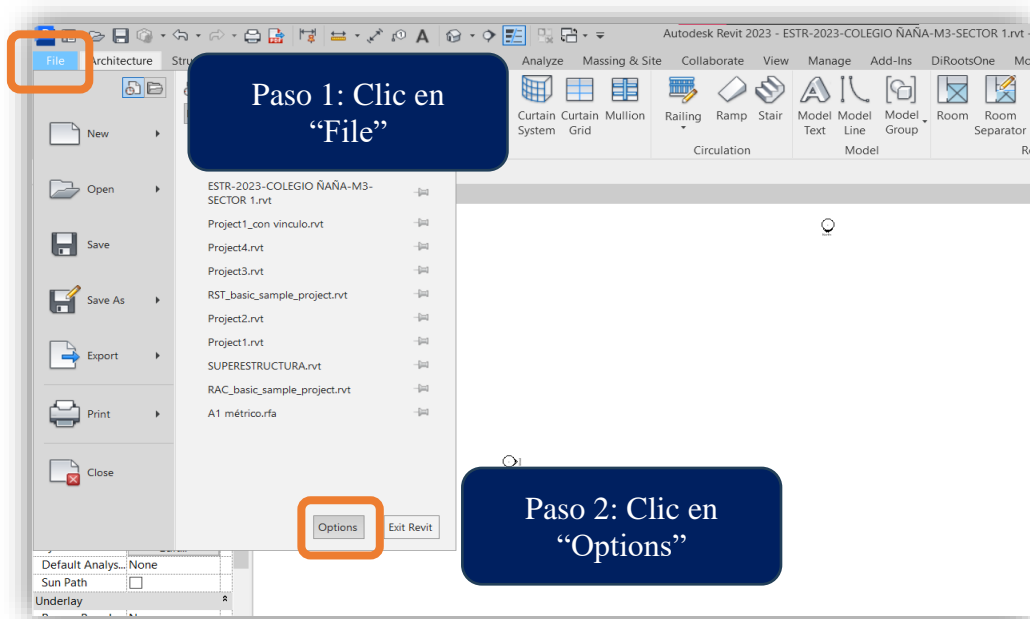 Autodesk Revit 2023 - ESTR-2023-COLEGIO ÑAÑA-M3-SECTOR 1.rvt -
File Architecture Analyze Massing & Site Collaborate View Manage Add-Ins DiRootsOne
Paso 1: Clic en
“File”
Curtain Curtain Mullion Railing Ramp Stair Model Model Model Room Room
System Grid Text Line Group Separator
Circulation Model
New
Open
Save
Save As
Export
Print
Close
ESTR-2023-COLEGIO ÑAÑA-M3-
SECTOR 1.rvt
Project1_con vinculo.rvt
Project4.rvt
Project3.rvt
RST_basic_sample_project.rvt
Project2.rvt
Project1.rvt
SUPERESTRUCTURA.rvt
RAC_basic_sample_project.rvt
A1 métrico.rfa
Options Exit Revit
Paso 2: Clic en
“Options”
Default Analys... None
Sun Path
Underlay